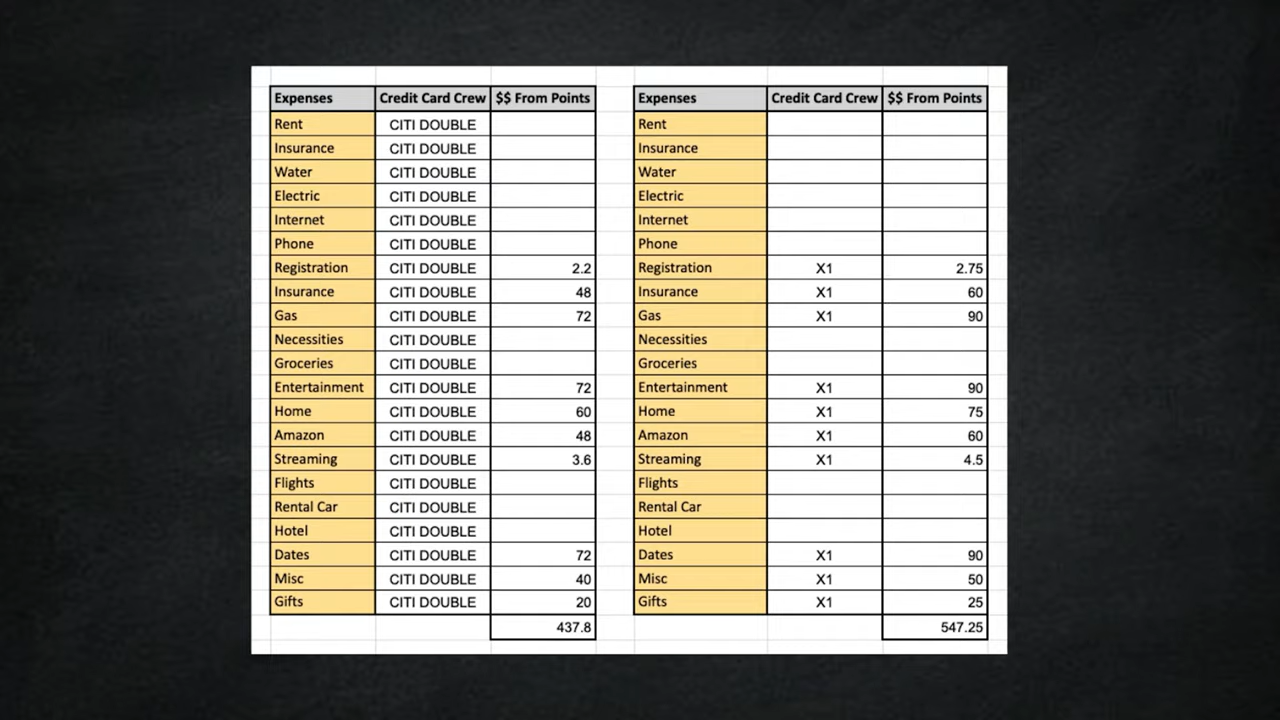 Expenses Credit Card Crew $$ From Points Expenses Credit Card Crew $$ From Points
Rent CITI DOUBLE Rent
Insurance CITI DOUBLE Insurance
Water CITI DOUBLE Water
Electric CITI DOUBLE Electric
Internet CITI DOUBLE Internet
Phone CITI DOUBLE Phone
Registration CITI DOUBLE 2.2 Registration X1 2.75
Insurance CITI DOUBLE 48 Insurance X1 60
Gas CITI DOUBLE 72 Gas X1 90
Necessities CITI DOUBLE Necessities
Groceries CITI DOUBLE Groceries
Entertainment CITI DOUBLE 72 Entertainment X1 90
Home CITI DOUBLE 60 Home X1 75
Amazon CITI DOUBLE 48 Amazon X1 60
Streaming CITI DOUBLE 3.6 Streaming X1 4.5
Flights CITI DOUBLE Flights
Rental Car CITI DOUBLE Rental Car
Hotel CITI DOUBLE Hotel
Dates CITI DOUBLE 72 Dates X1 90
Misc CITI DOUBLE 40 Misc X1 50
Gifts CITI DOUBLE 20 Gifts X1 25
437.8 547.25